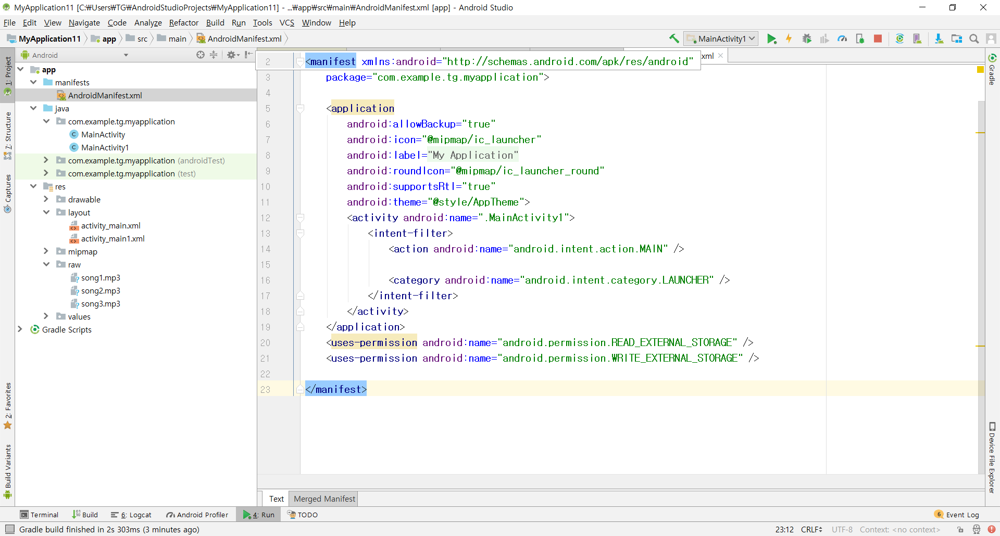 MyApplication11 [C:₩Users₩TG₩AndroidStudioProjects₩MyApplication11] - ...₩app₩src₩main₩AndroidManifest.xml [app] - Android Studio
File Edit View Navigate Code Analyze Refactor Build Run Tools VCS Window Help
MyApplication11 app src main AndroidManifest.xml MainActivity1
Android
1: Project
7: Structure
Captures
2: Favorites
Build Variants
app
manifests
AndroidManifest.xml
java
com.example.tg.myapplication
MainActivity
MainActivity1
com.example.tg.myapplication (androidTest)
com.example.tg.myapplication (test)
res
drawable
layout
activity_main.xml
activity_main1.xml
mipmap
raw
song1.mp3
song2.mp3
song3.mp3
values
Gradle Scripts
xml
2 <manifest xmlns:android="http://schemas.android.com/apk/res/android"
3 package="com.example.tg.myapplication">
4
5 <application
6 android:allowBackup="true"
7 android:icon="@mipmap/ic_launcher"
8 android:label="My Application"
9 android:roundIcon="@mipmap/ic_launcher_round"
10 android:supportsRtl="true"
11 android:theme="@style/AppTheme">
12 <activity android:name=".MainActivity1">
13 <intent-filter>
14 <action android:name="android.intent.action.MAIN" />
15
16 <category android:name="android.intent.category.LAUNCHER" />
17 </intent-filter>
18 </activity>
19 </application>
20 <uses-permission android:name="android.permission.READ_EXTERNAL_STORAGE" />
21 <uses-permission android:name="android.permission.WRITE_EXTERNAL_STORAGE" />
22
23 </manifest>
Gradle
Device File Explorer
Text Merged Manifest
Terminal Build 6: Logcat Android Profiler 4: Run TODO 6 Event Log
Gradle build finished in 2s 303ms (3 minutes ago) 23:12 CRLF UTF-8 Context: <no context>